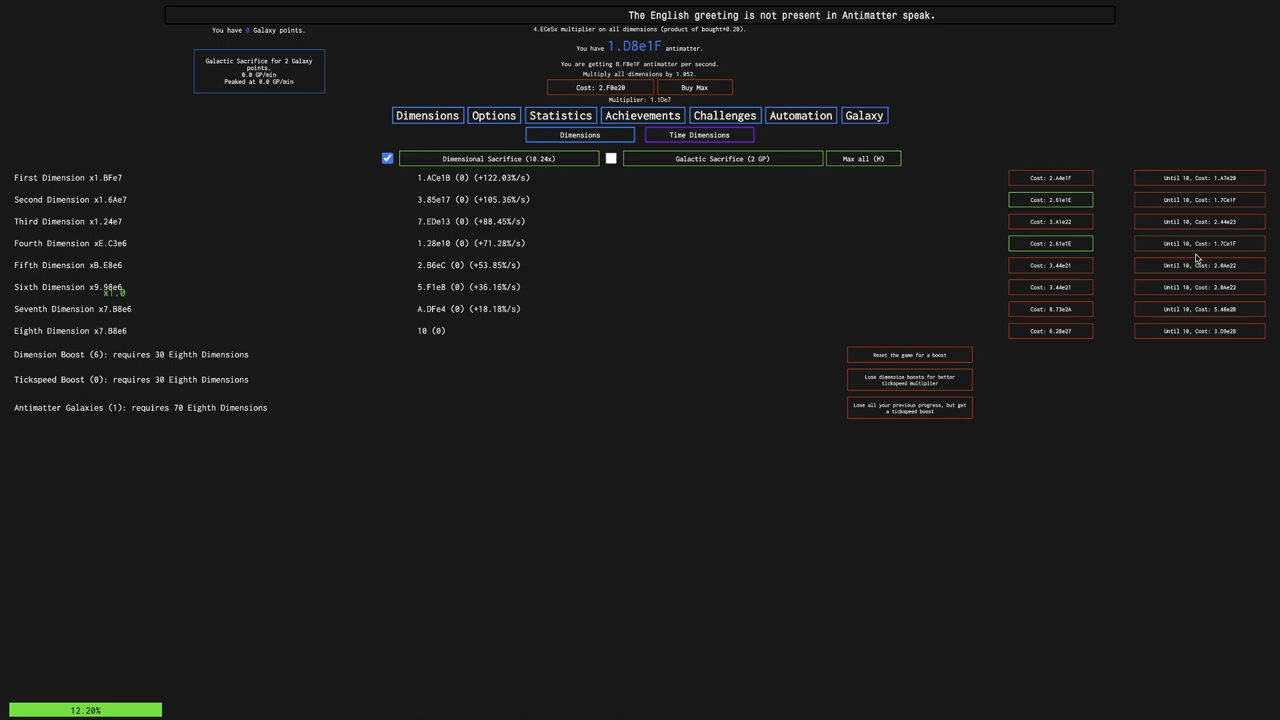 The English greeting is not present in Antimatter speak.
You have 0 Galaxy points.
4.ECe5x multiplier on all dimensions (product of bought*0.20).
You have 1.D8e1F antimatter.
Galactic Sacrifice for 2 Galaxy
points.
0.0 GP/min
Peaked at 0.0 GP/min
You are getting B.F8e1F antimatter per second.
Multiply all dimensions by 1.052.
Cost: 2.F0e20 Buy Max
Multiplier: 1.1De7
Dimensions Options Statistics Achievements Challenges Automation Galaxy
Dimensions Time Dimensions
Dimensional Sacrifice (10.24x) Galactic Sacrifice (2 GP) Max all (M)
First Dimension x1.BFe7 1.ACe1B (0) (+122.03%/s) Cost: 2.A4e1F Until 10, Cost: 1.A7e20
Second Dimension x1.6Ae7 3.85e17 (0) (+105.36%/s) Cost: 2.61e1E Until 10, Cost: 1.7Ce1F
Third Dimension x1.24e7 7.EDe13 (0) (+88.45%/s) Cost: 3.A1e22 Until 10, Cost: 2.44e23
Fourth Dimension xE.C3e6 1.28e10 (0) (+71.28%/s) Cost: 2.61e1E Until 10, Cost: 1.7Ce1F
Fifth Dimension xB.E8e6 2.B6eC (0) (+53.85%/s) Cost: 3.44e21 Until 10, Cost: 2.0Ae22
Sixth Dimension x9.98e6 5.F1e8 (0) (+36.16%/s) Cost: 3.44e21 Until 10, Cost: 2.0Ae22
x1.0
Seventh Dimension x7.B8e6 A.DFe4 (0) (+18.18%/s) Cost: 8.73e2A Until 10, Cost: 5.48e2B
Eighth Dimension x7.B8e6 10 (0) Cost: 6.28e27 Until 10, Cost: 3.D9e28
Dimension Boost (6): requires 30 Eighth Dimensions Reset the game for a boost
Tickspeed Boost (0): requires 30 Eighth Dimensions Lose dimension boosts for better
tickspeed multiplier
Antimatter Galaxies (1): requires 70 Eighth Dimensions Lose all your previous progress, but get
a tickspeed boost
12.20%